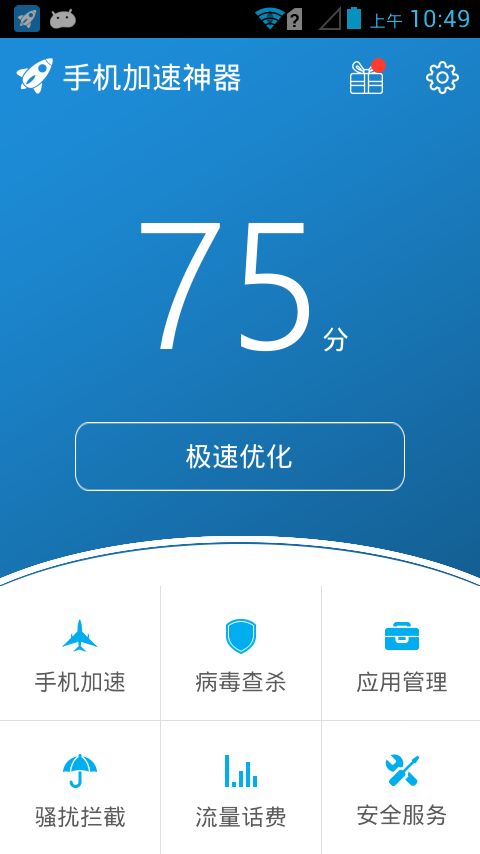 上午 10:49
手机加速神器
75 分
极速优化
手机加速 病毒查杀 应用管理
骚扰拦截 流量话费 安全服务